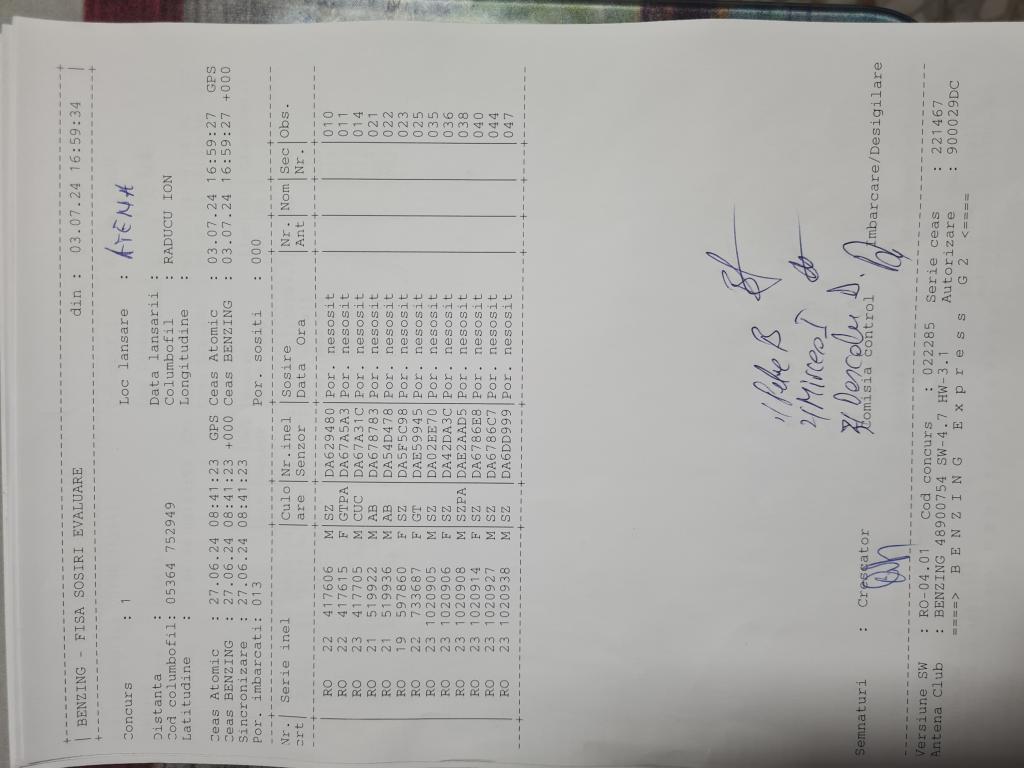 BENZING - FISA SOSIRI EVALUARE din : 03.07.24 16:59:34
Concurs : 1 Loc lansare : ATENA
Distanta : Data lansarii :
Cod columbofil: 05364 752949 Columbofil : RADUCU ION
Latitudine : Longitudine :
Ceas Atomic : 27.06.24 08:41:23 GPS Ceas Atomic : 03.07.24 16:59:27 GPS
Ceas BENZING : 27.06.24 08:41:23 +000 Ceas BENZING : 03.07.24 16:59:27 +000
Sincronizare : 27.06.24 08:41:23
Por. imbarcati: 013 Por. sositi : 000
Nr. | Serie inel | Culo | Nr.inel | Sosire | Nr. | Nom | Sec | Obs.
crt | are | Senzor | Data Ora | Ant | Nr. |
RO 22 417606 M | SZ | DA629480 | Por. nesosit | 010
RO 22 417615 F | GTPA | DA67A5A3 | Por. nesosit | 011
RO 23 417705 M | CUC | DA67A31C | Por. nesosit | 014
RO 21 519922 M | AB | DA678783 | Por. nesosit | 021
RO 21 519936 M | AB | DA54D478 | Por. nesosit | 022
RO 19 597860 F | SZ | DA5F5C98 | Por. nesosit | 023
RO 22 733687 F | GT | DAE59945 | Por. nesosit | 025
RO 23 1020905 M | SZ | DA02EE70 | Por. nesosit | 035
RO 23 1020906 F | SZ | DA42DA3C | Por. nesosit | 036
RO 23 1020908 M | SZPA | DAE2AAD5 | Por. nesosit | 038
RO 23 1020914 F | SZ | DA6786E8 | Por. nesosit | 040
RO 23 1020927 M | SZ | DA6786C7 | Por. nesosit | 044
RO 23 1020938 M | SZ | DA6DD999 | Por. nesosit | 047
1/ Petre B
2/ Mircea I
3/ D.
Semnaturi : Crescator Comisia control Imbarcare/Desigilare
Versiune SW : RO-04.01 Cod concurs : 022285 Serie ceas : 221467
Antena Club : BENZING 48900754 SW-4.7 HW-3.1 Autorizare : 900029DC
====> B E N Z I N G E x p r e s s G 2 <====